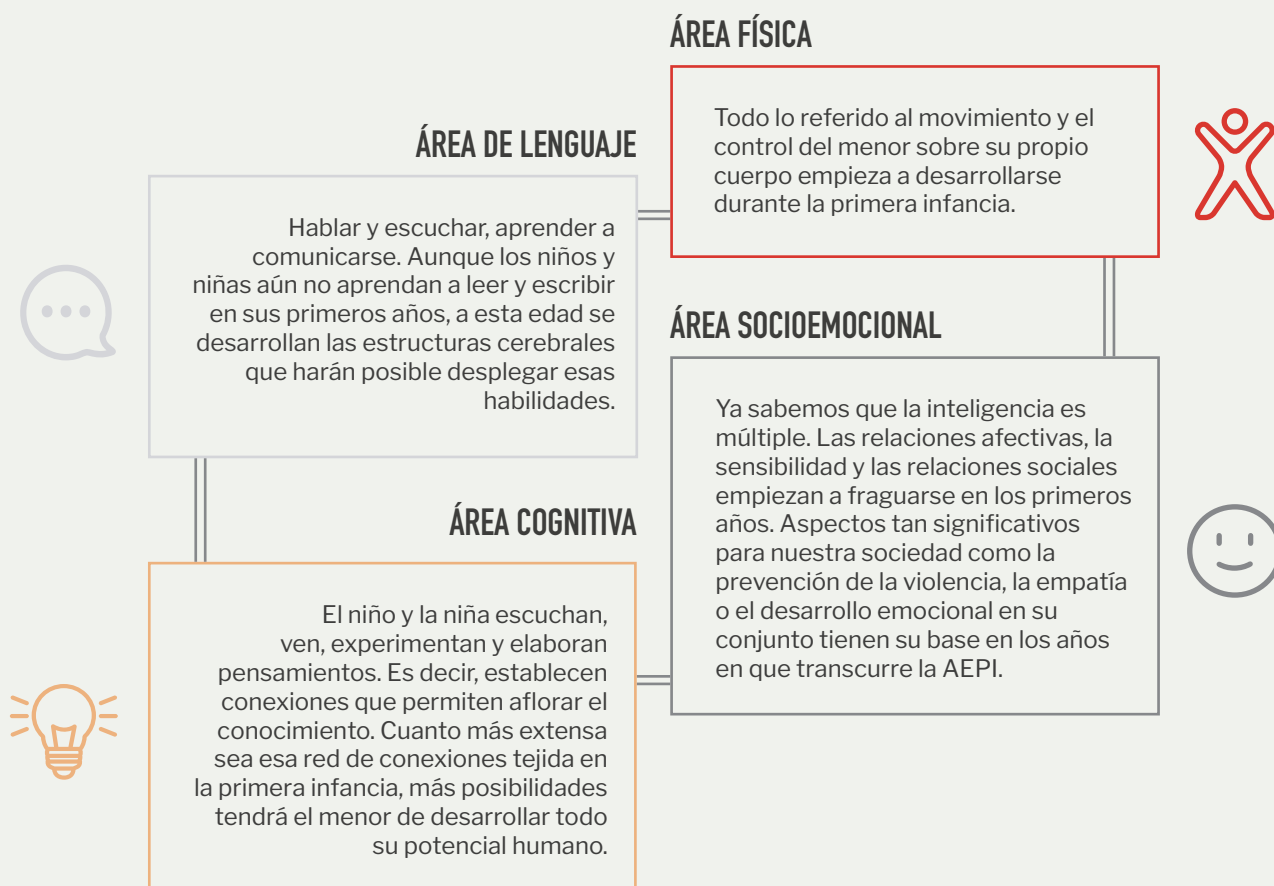 ÁREA FÍSICA
Todo lo referido al movimiento y el
control del menor sobre su propio
cuerpo empieza a desarrollarse
durante la primera infancia.
ÁREA DE LENGUAJE
Hablar y escuchar, aprender a
comunicarse. Aunque los niños y
niñas aún no aprendan a leer y escribir
en sus primeros años, a esta edad se
desarrollan las estructuras cerebrales
que harán posible desplegar esas
habilidades.
ÁREA SOCIOEMOCIONAL
Ya sabemos que la inteligencia es
múltiple. Las relaciones afectivas, la
sensibilidad y las relaciones sociales
empiezan a fraguarse en los primeros
años. Aspectos tan significativos
para nuestra sociedad como la
prevención de la violencia, la empatía
o el desarrollo emocional en su
conjunto tienen su base en los años
en que transcurre la AEPI.
ÁREA COGNITIVA
El niño y la niña escuchan,
ven, experimentan y elaboran
pensamientos. Es decir, establecen
conexiones que permiten aflorar el
conocimiento. Cuanto más extensa
sea esa red de conexiones tejida en
la primera infancia, más posibilidades
tendrá el menor de desarrollar todo
su potencial humano.